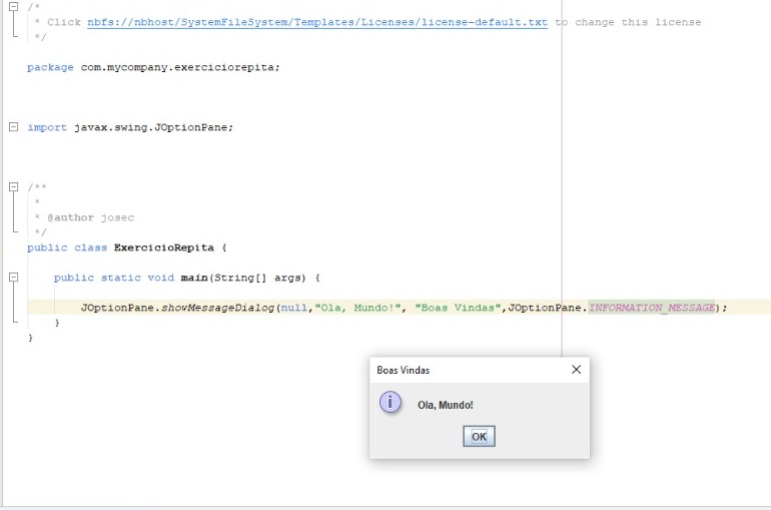 /*
* Click nbfs://nbhost/SystemFileSystem/Templates/Licenses/license-default.txt to change this license
*/
package com.mycompany.exerciciorepita;
import javax.swing.JOptionPane;
/**
*
* @author josec
*/
public class ExercicioRepita {
public static void main(String[] args) {
JOptionPane.showMessageDialog(null,"Ola, Mundo!", "Boas Vindas",JOptionPane.INFORMATION_MESSAGE);
}
}
Boas Vindas
Ola, Mundo!
OK